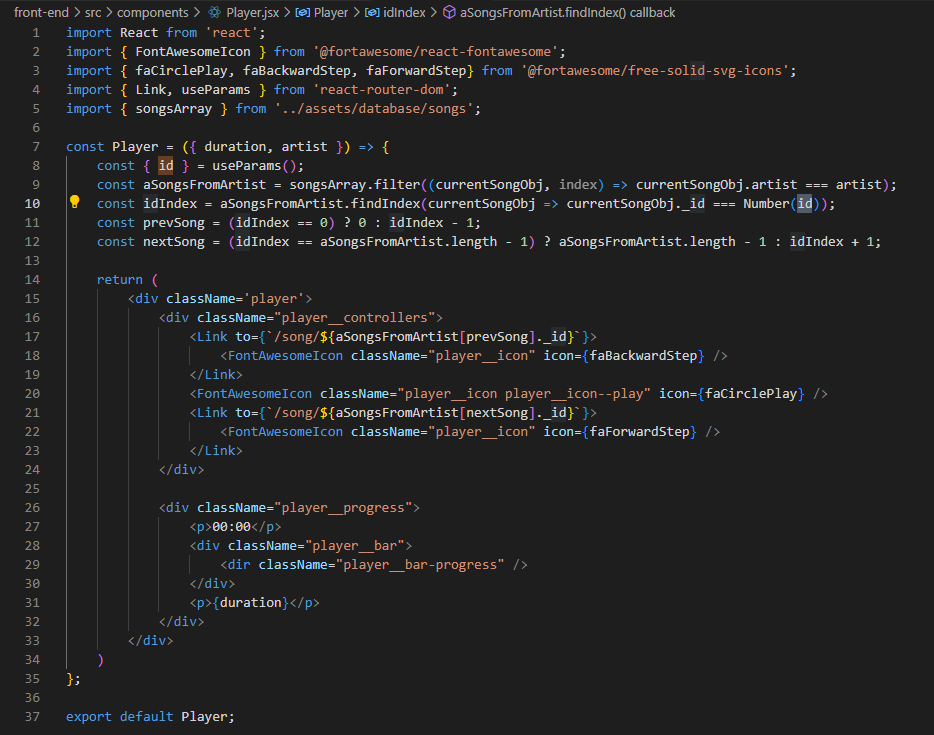 front-end > src > components > Player.jsx > Player > idIndex > aSongsFromArtist.findIndex() callback
1 import React from 'react';
2 import { FontAwesomeIcon } from '@fortawesome/react-fontawesome';
3 import { faCirclePlay, faBackwardStep, faForwardStep} from '@fortawesome/free-solid-svg-icons';
4 import { Link, useParams } from 'react-router-dom';
5 import { songsArray } from '../assets/database/songs';
6
7 const Player = ({ duration, artist }) => {
8     const { id } = useParams();
9     const aSongsFromArtist = songsArray.filter((currentSongObj, index) => currentSongObj.artist === artist);
10     const idIndex = aSongsFromArtist.findIndex(currentSongObj => currentSongObj._id === Number(id));
11     const prevSong = (idIndex == 0) ? 0 : idIndex - 1;
12     const nextSong = (idIndex == aSongsFromArtist.length - 1) ? aSongsFromArtist.length - 1 : idIndex + 1;
13
14     return (
15         <div className='player'>
16             <div className="player__controllers">
17                 <Link to={`/song/${aSongsFromArtist[prevSong]._id}`}>
18                     <FontAwesomeIcon className="player__icon" icon={faBackwardStep} />
19                 </Link>
20                 <FontAwesomeIcon className="player__icon player__icon--play" icon={faCirclePlay} />
21                 <Link to={`/song/${aSongsFromArtist[nextSong]._id}`}>
22                     <FontAwesomeIcon className="player__icon" icon={faForwardStep} />
23                 </Link>
24             </div>
25
26             <div className="player__progress">
27                 <p>00:00</p>
28                 <div className="player__bar">
29                     <dir className="player__bar-progress" />
30                 </div>
31                 <p>{duration}</p>
32             </div>
33         </div>
34     )
35 };
36
37 export default Player;